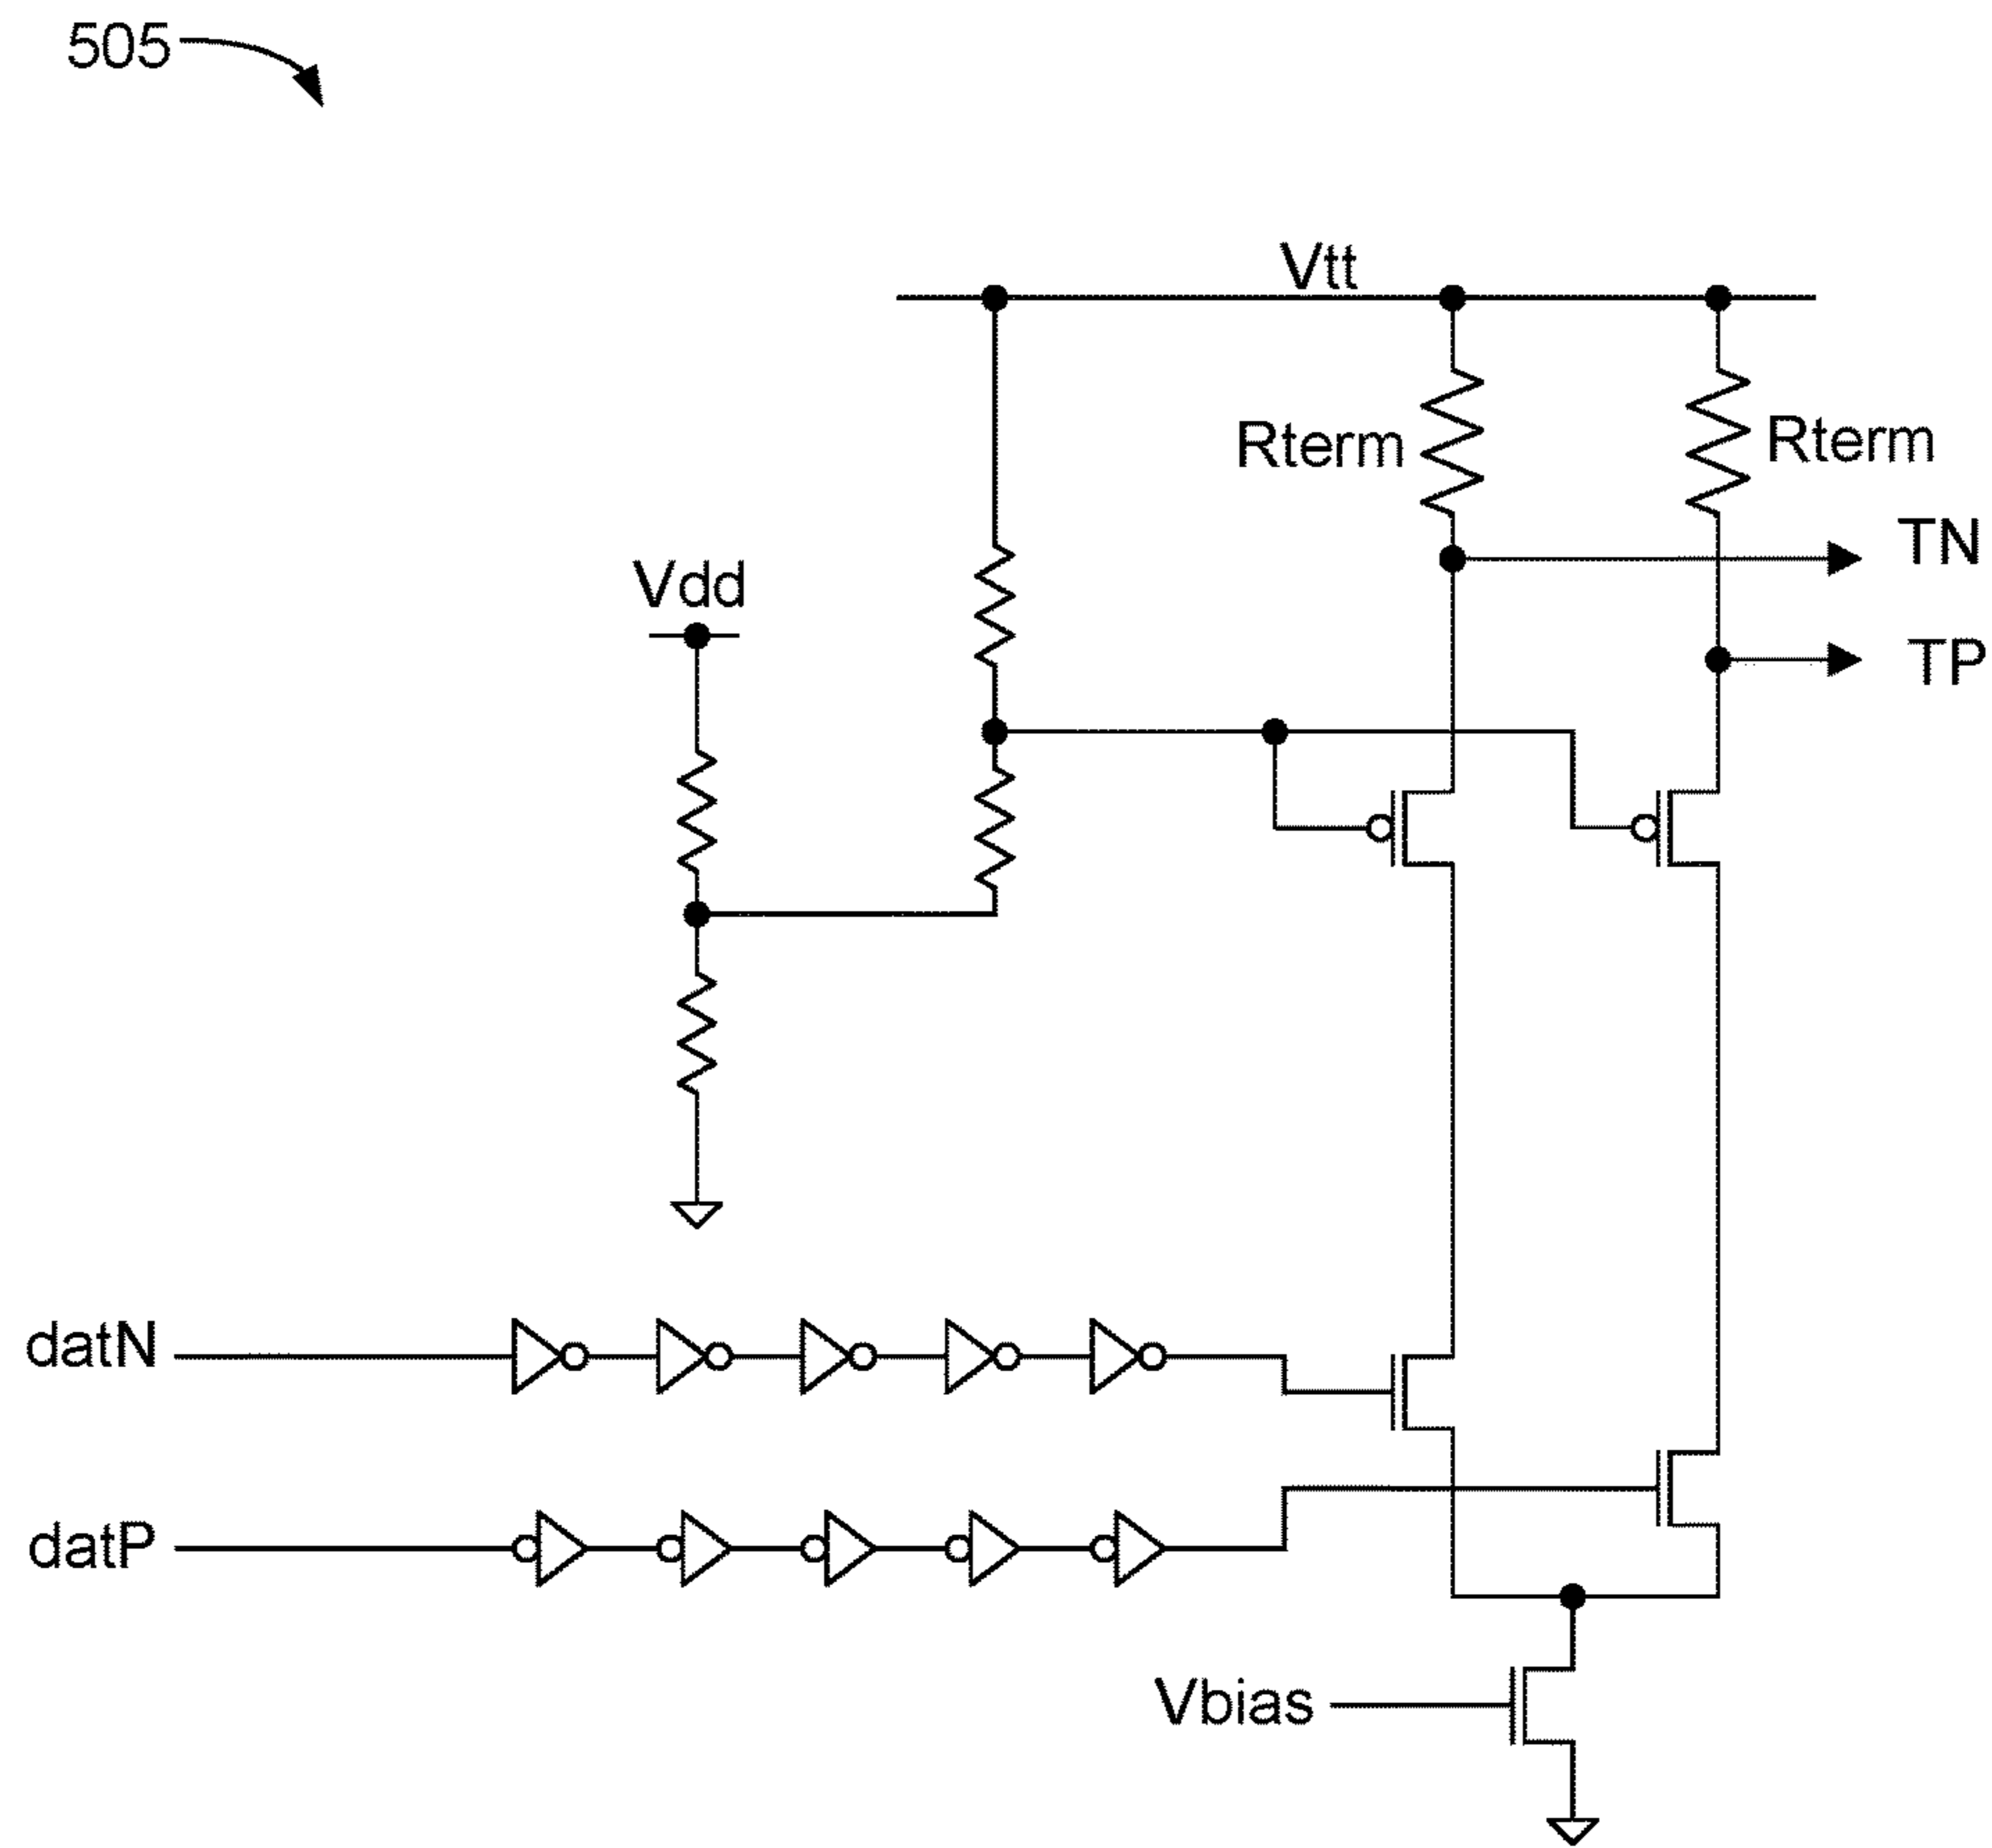 505
Vtt
Rterm
Rterm
TN
Vdd
TP
datN
datP
Vbias